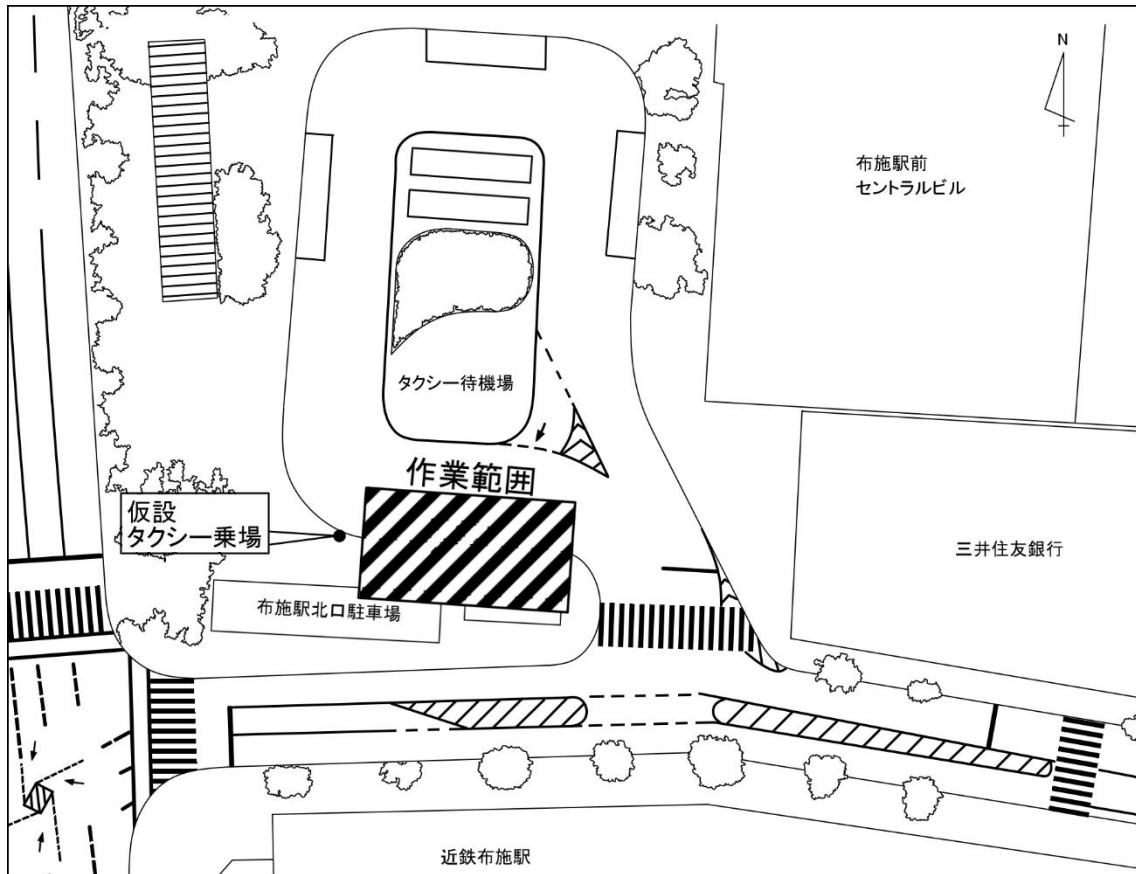 N
布施駅前
セントラルビル
タクシー待機場
作業範囲
仮設
タクシー乗場
三井住友銀行
布施駅北口駐車場
近鉄布施駅